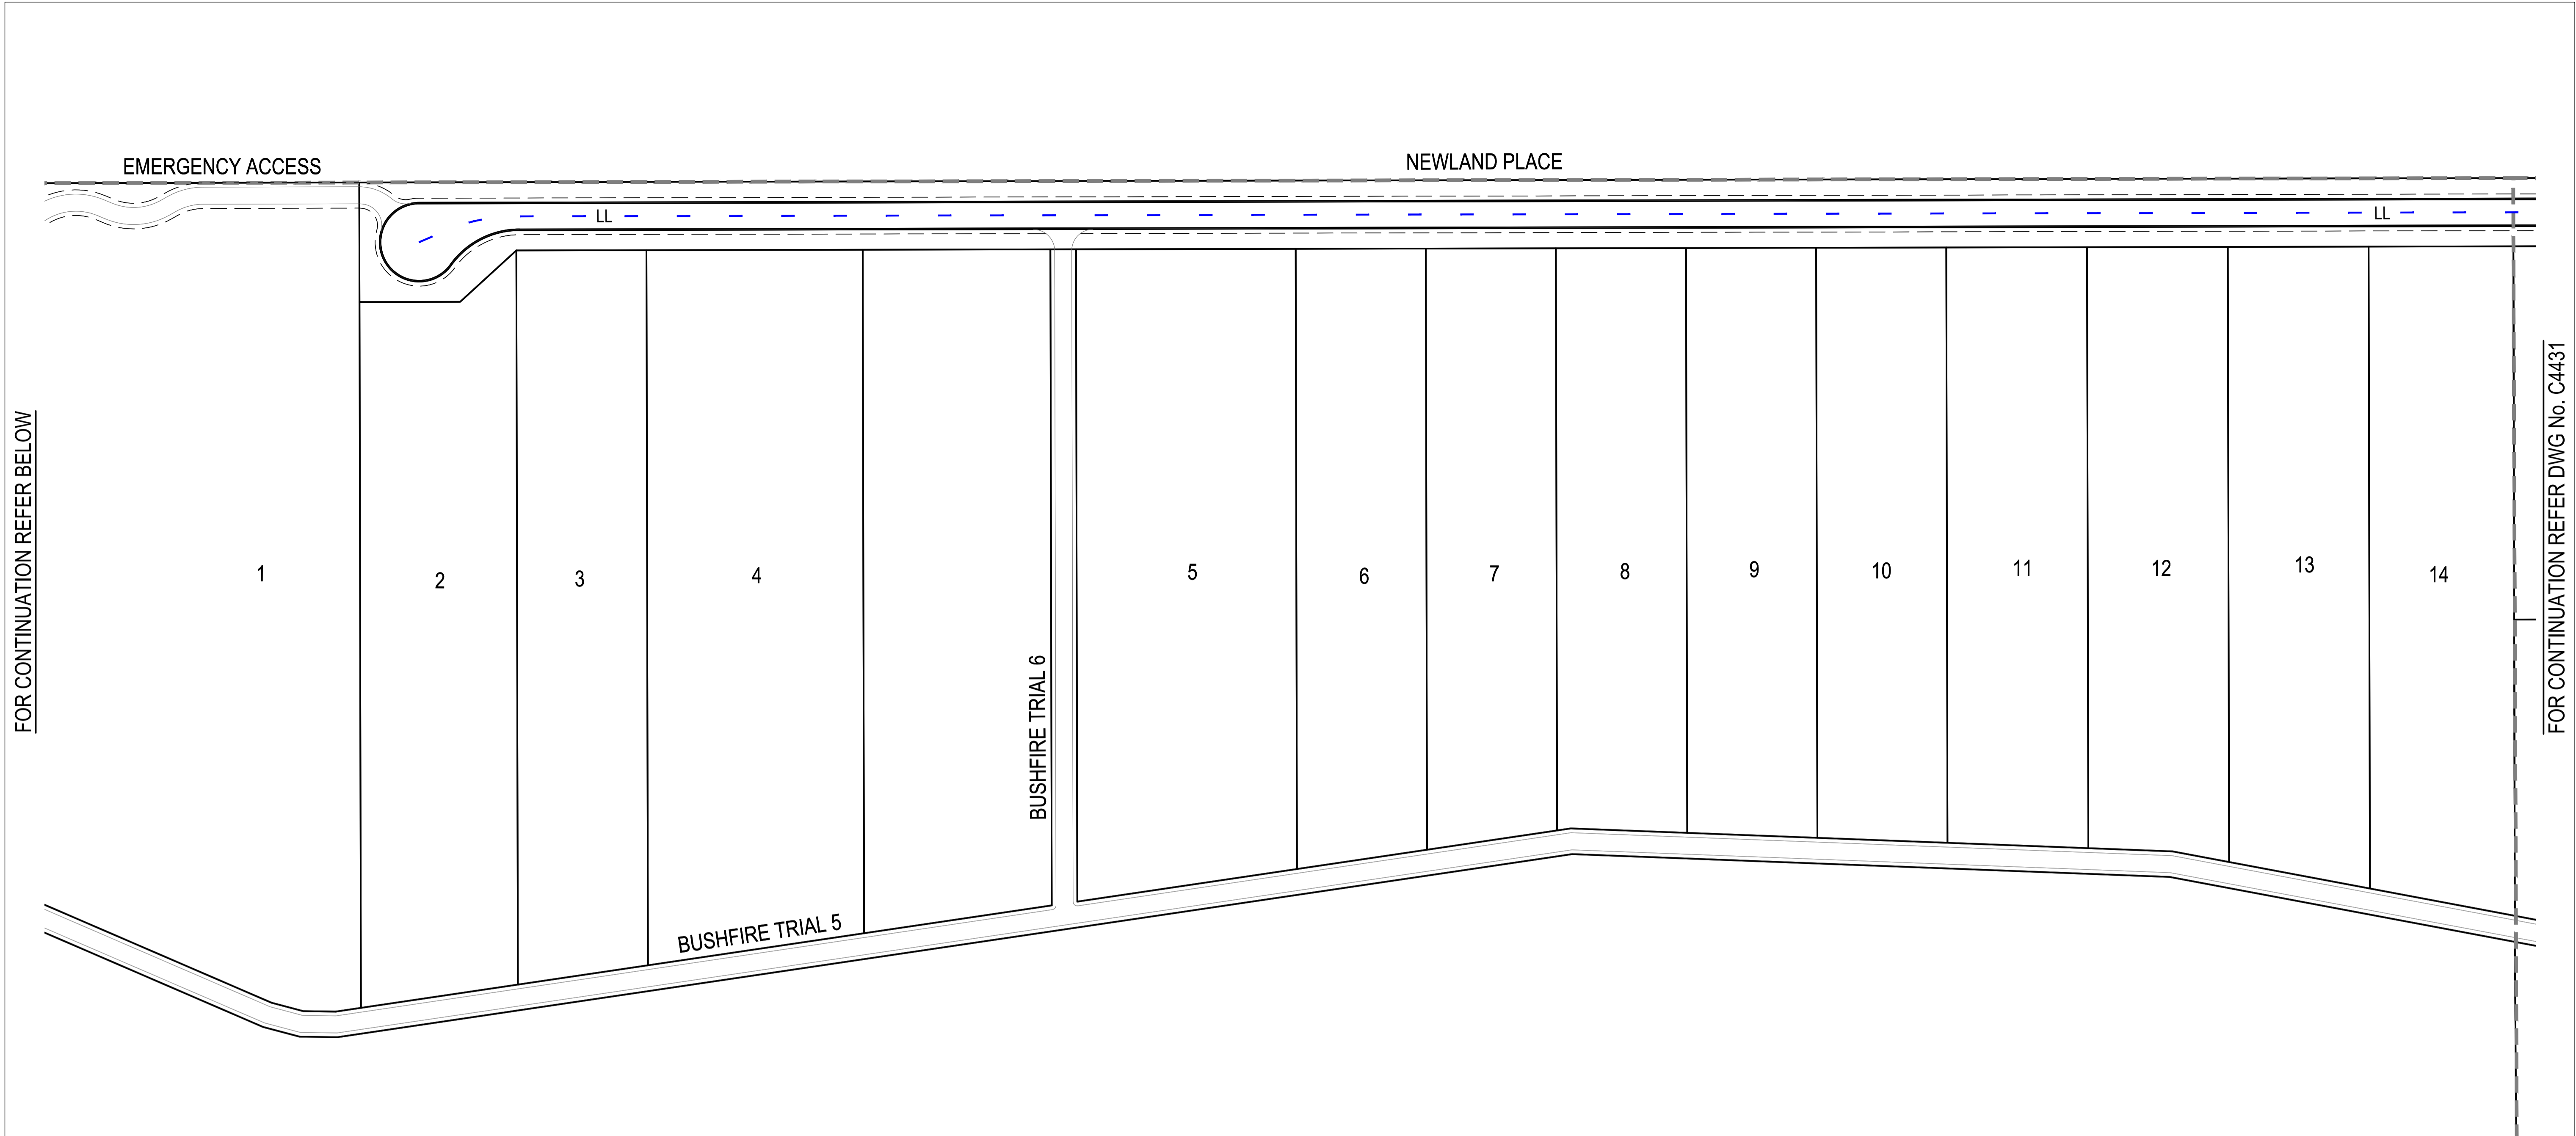 EMERGENCY ACCESS
NEWLAND PLACE
LL
LL
FOR CONTINUATION REFER BELOW
FOR CONTINUATION REFER DWG No. C4431
1
2
3
4
5
6
7
8
9
10
11
12
13
14
BUSHFIRE TRIAL 6
BUSHFIRE TRIAL 5